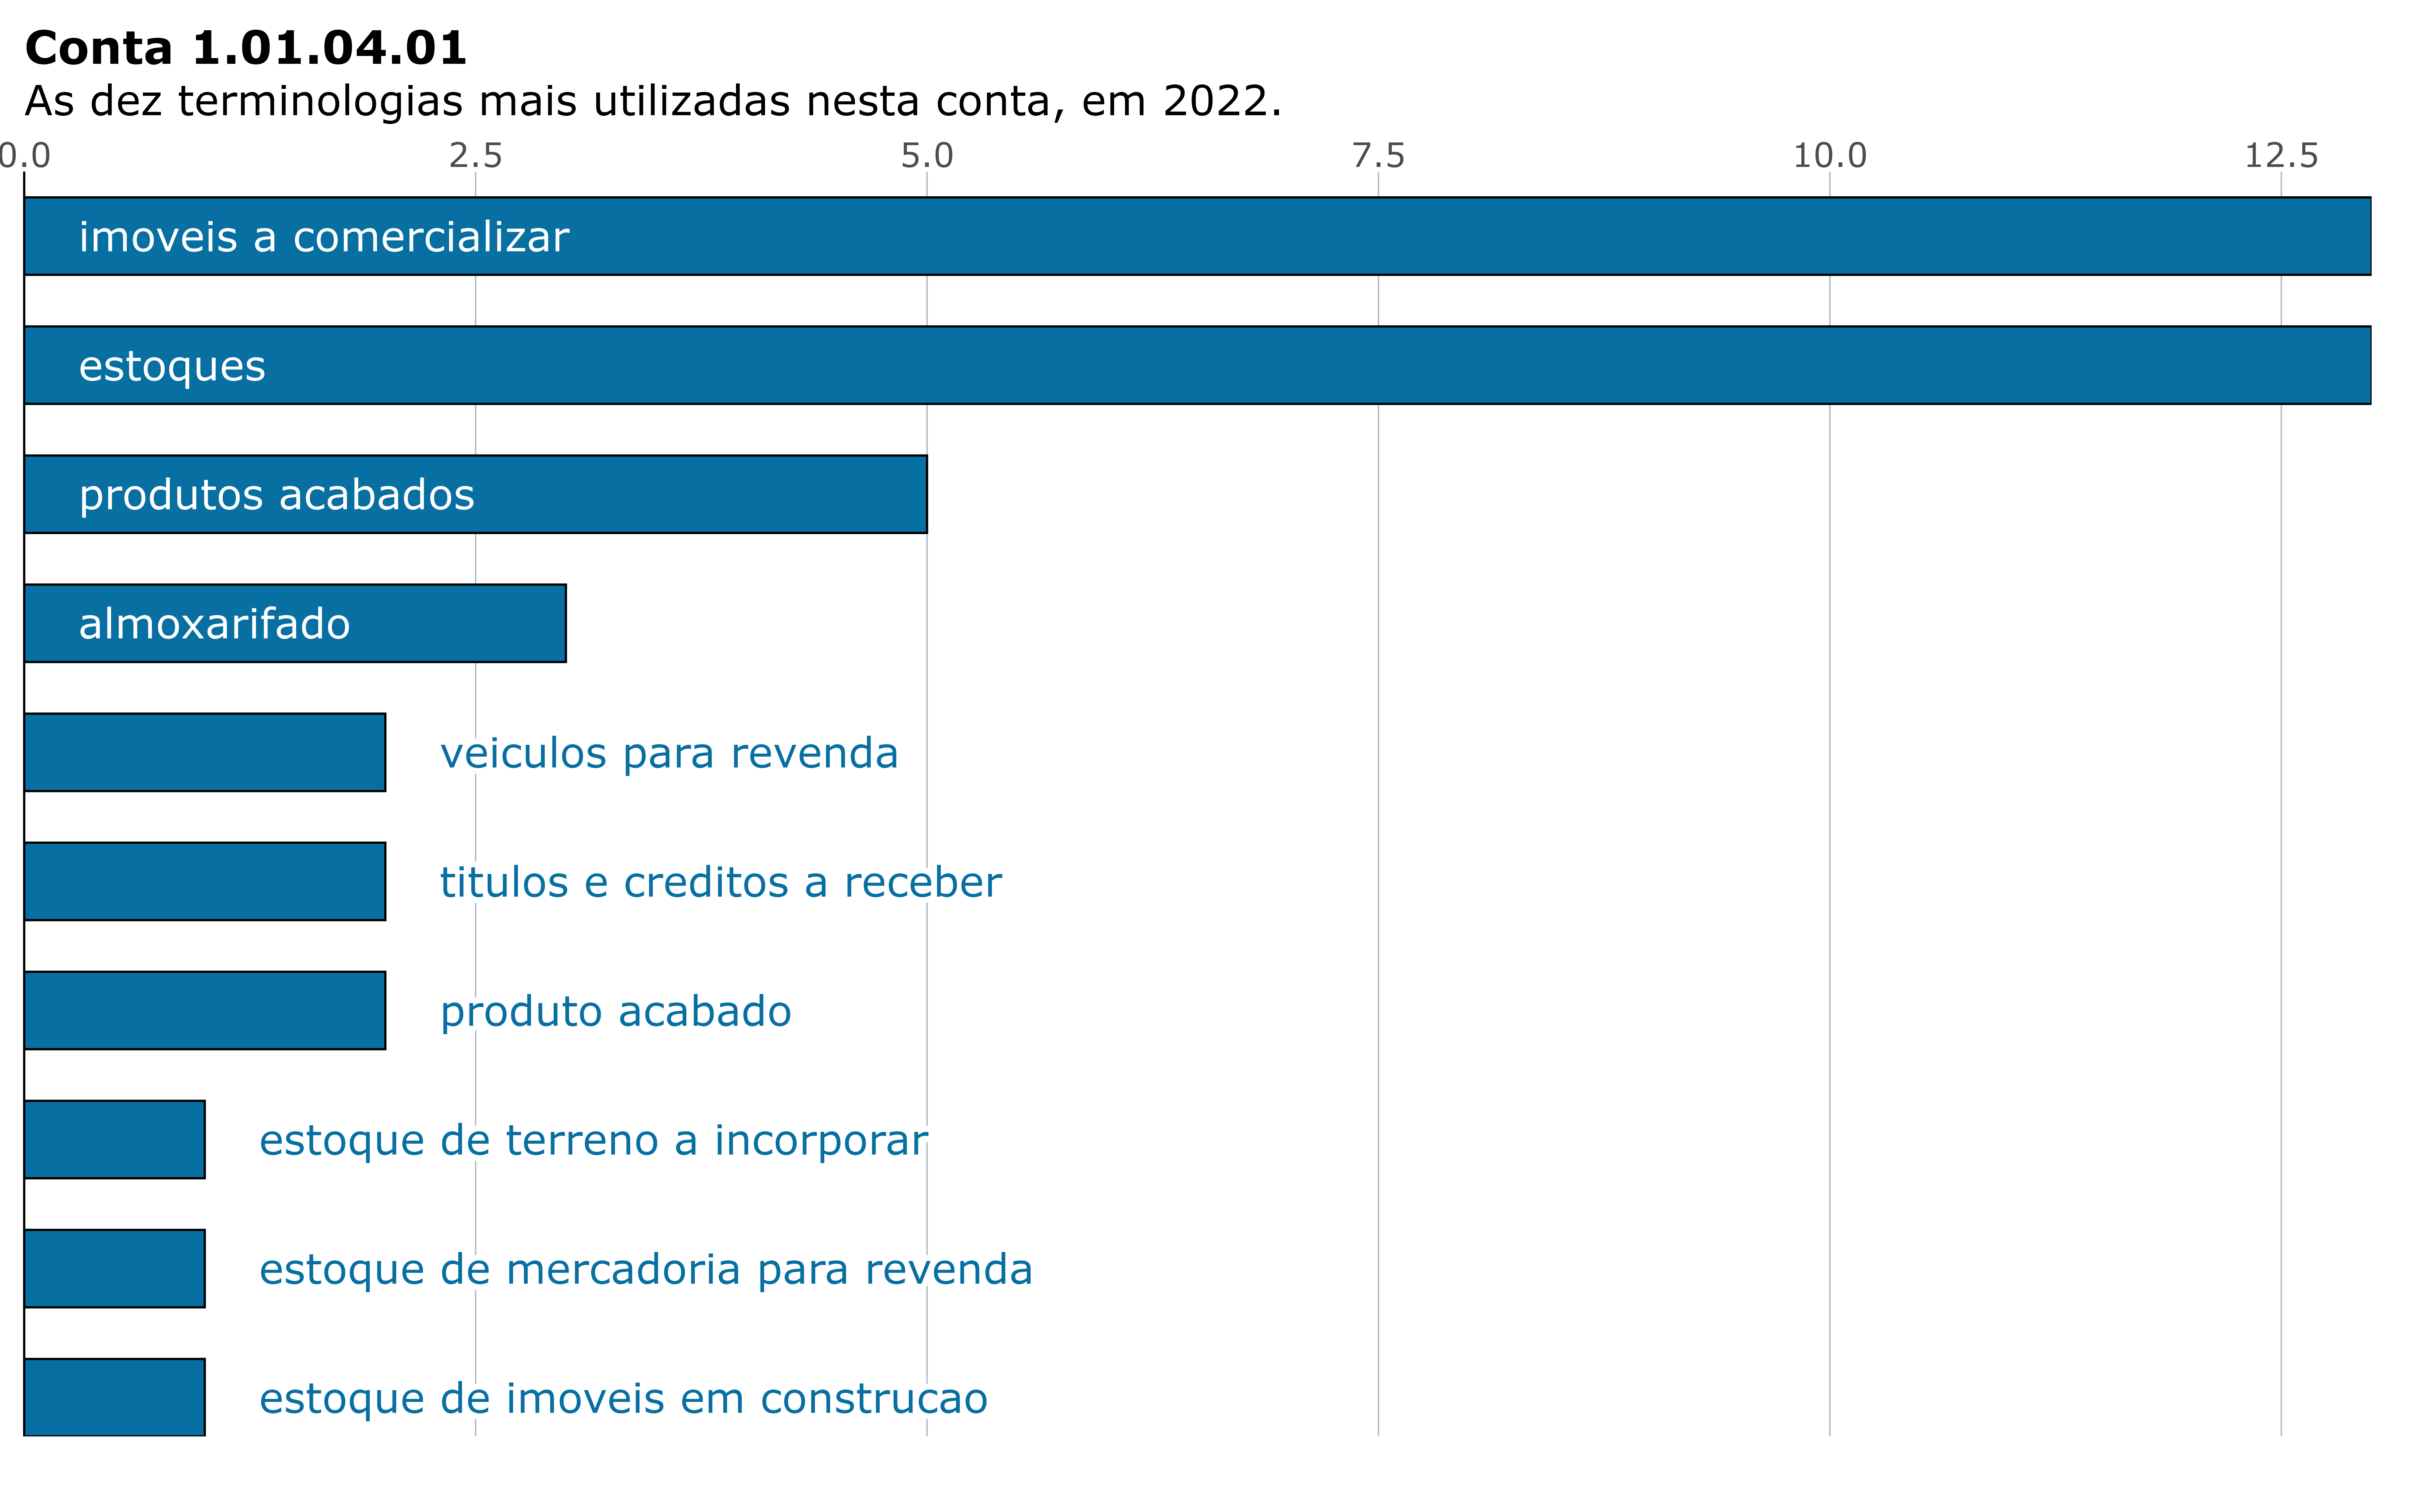 Conta 1.01.04.01
As dez terminologias mais utilizadas nesta conta, em 2022.
0.0 2.5 5.0 7.5 10.0 12.5
imoveis a comercializar
estoques
produtos acabados
almoxarifado
veiculos para revenda
titulos e creditos a receber
produto acabado
estoque de terreno a incorporar
estoque de mercadoria para revenda
estoque de imoveis em construcao